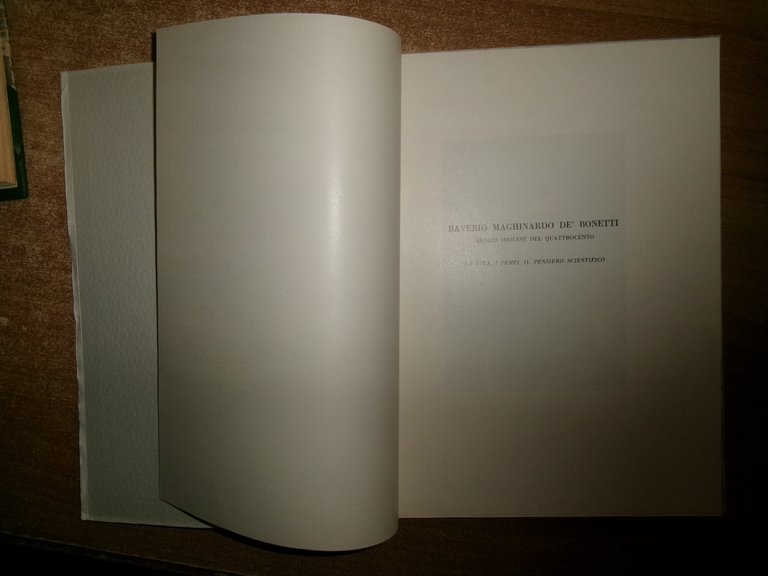 BAVERIO MAGHINARDO DE' BONETTI
MEDICO IMOLESE DEL QUATTROCENTO
LA VITA, I TEMPI, IL PENSIERO SCIENTIFICO